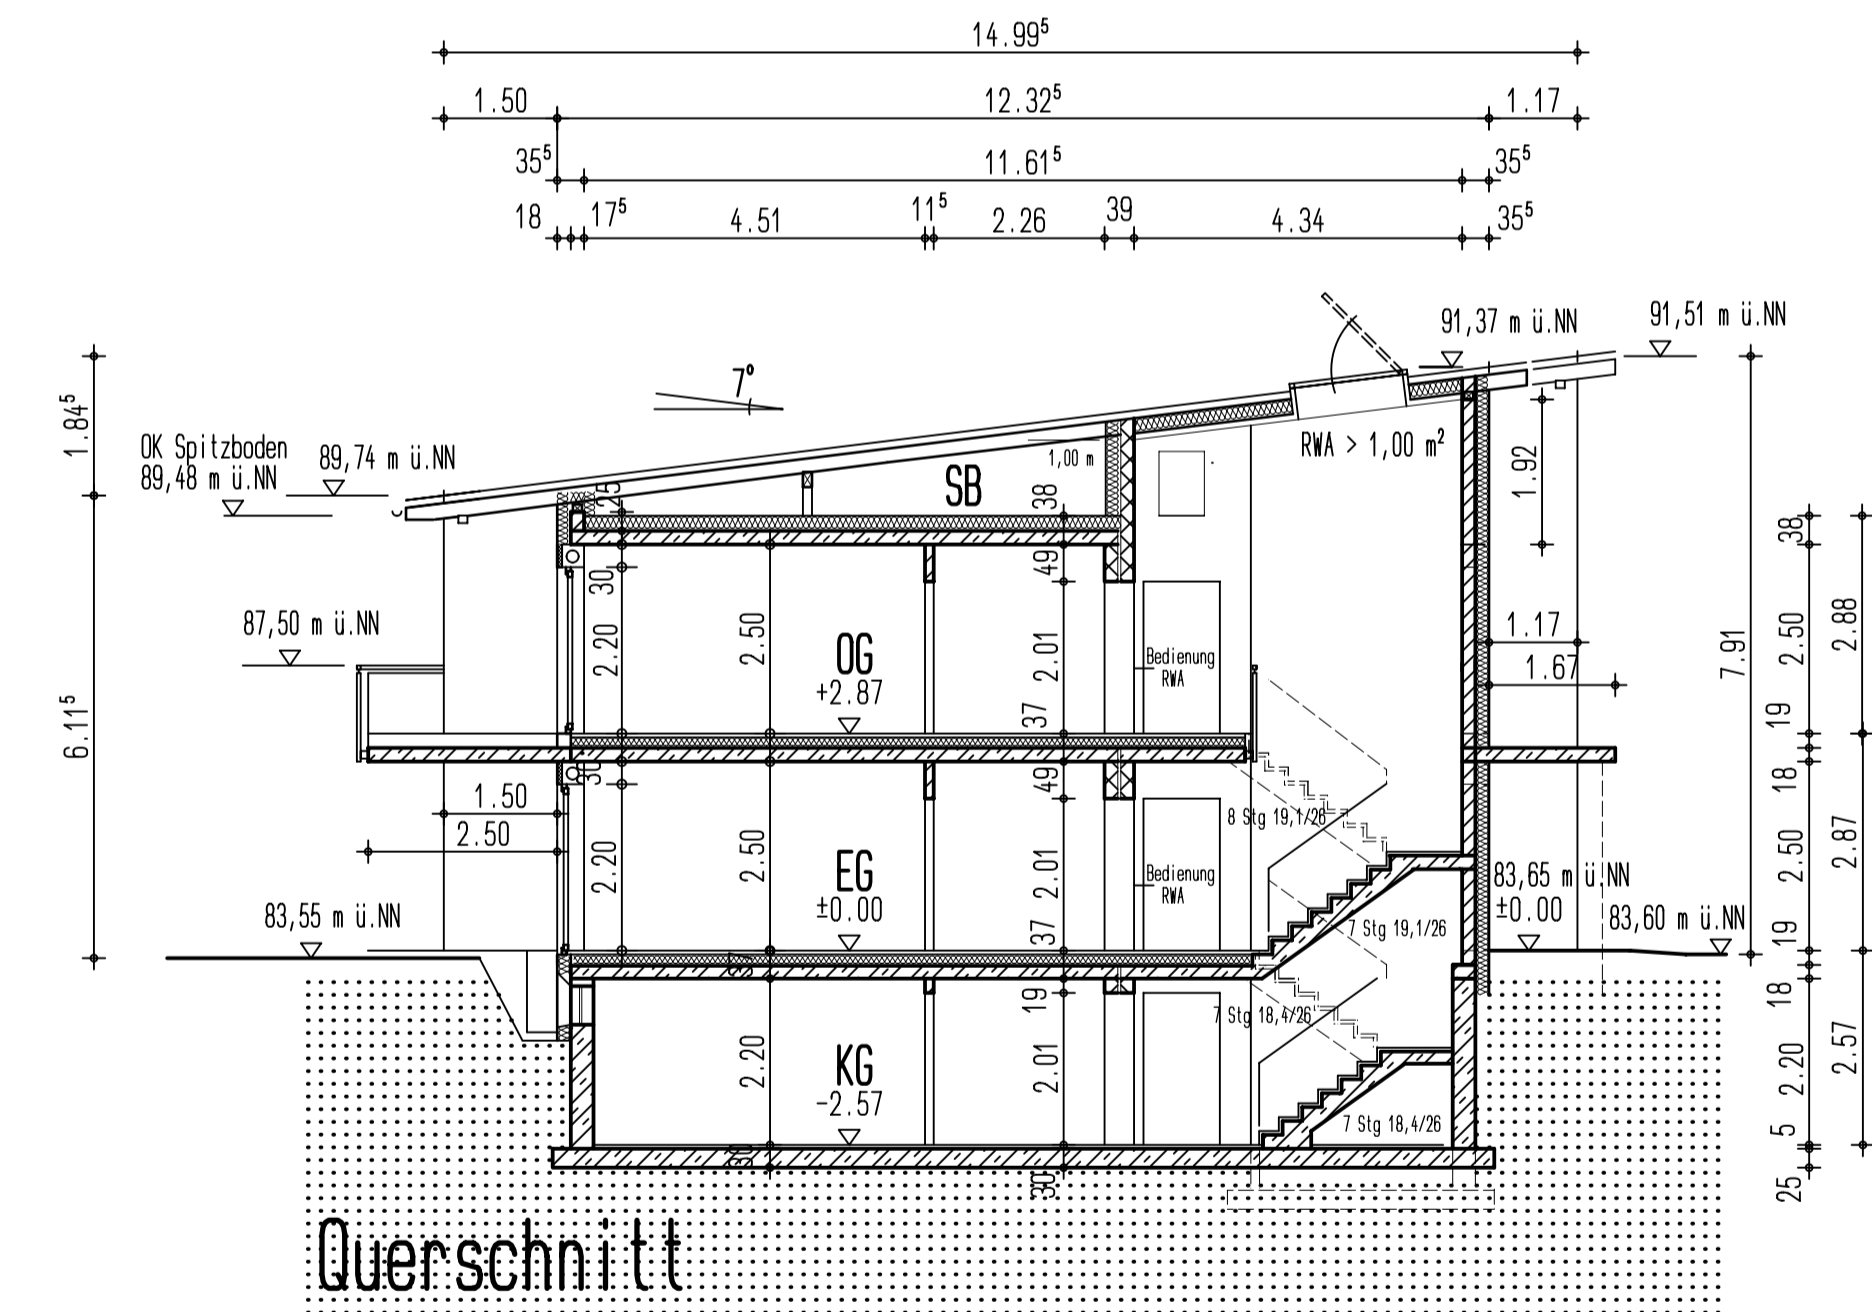 14.99⁵
1.50 12.32⁵ 1.17
35⁵ 11.61⁵ 35⁵
18 17⁵ 4.51 11⁵ 2.26 39 4.34 35⁵
91,37 m ü.NN
91,51 m ü.NN
7°
1.84⁵
OK Spitzboden
89,48 m ü.NN
89,74 m ü.NN
1,00 m
RWA > 1,00 m²
1.92
SB
25
38
38
87,50 m ü.NN
30
2.20
2.50
OG
+2.87
49
2.01
37
Bedienung
RWA
1.17
1.67
7.91
2.50
2.88
19
6.11⁵
30
1.50
2.50
2.20
2.50
EG
±0.00
49
2.01
37
Bedienung
RWA
8 Stg 19,1/26
7 Stg 19,1/26
18
2.50
2.87
83,65 m ü.NN
±0.00
83,60 m ü.NN
19
83,55 m ü.NN
37
19
7 Stg 18,4/26
18
2.20
KG
-2.57
2.01
7 Stg 18,4/26
2.20
2.57
5
30
30
25
Querschnitt